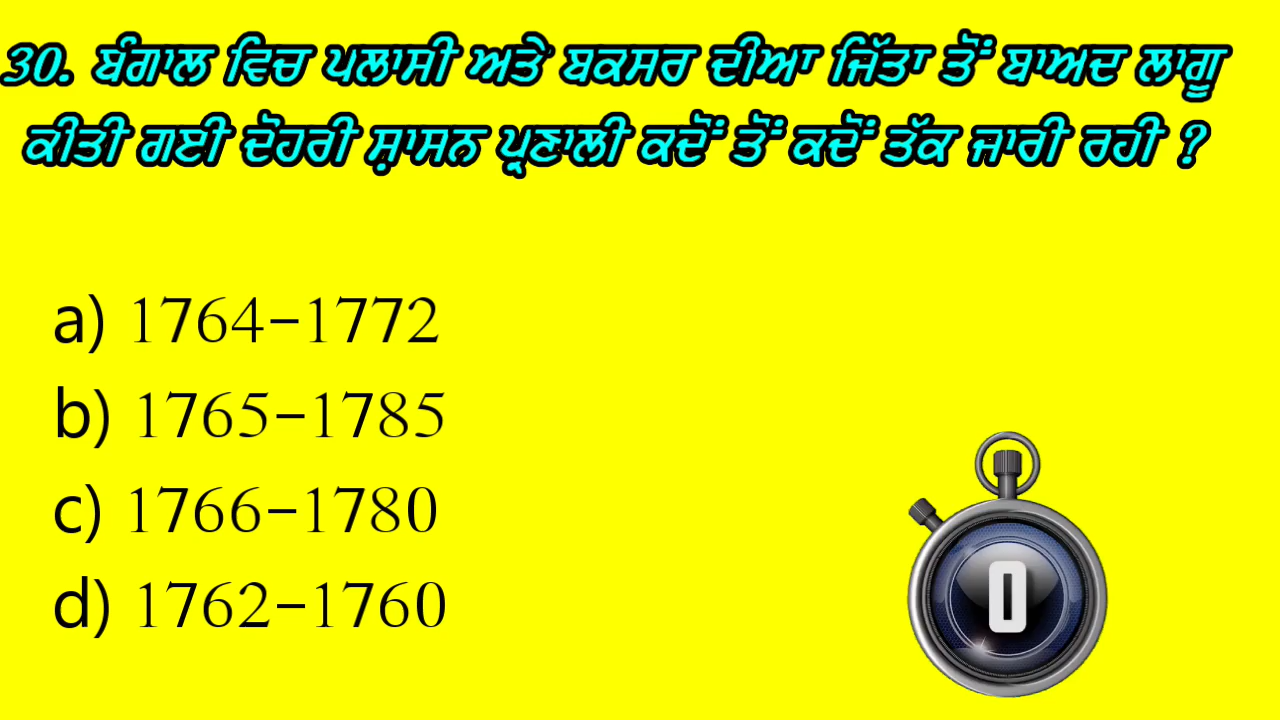 30. ਬੰਗਾਲ ਵਿਚ ਪਲਾਸੀ ਅਤੇ ਬਕਸਰ ਦੀਆ ਜਿੱਤਾ ਤੋਂ ਬਾਅਦ ਲਾਗੂ
ਕੀਤੀ ਗਈ ਦੋਹਰੀ ਸ਼ਾਸਨ ਪ੍ਰਣਾਲੀ ਕਦੋਂ ਤੋਂ ਕਦੋਂ ਤੱਕ ਜਾਰੀ ਰਹੀ ?
a) 1764-1772
b) 1765-1785
c) 1766-1780
d) 1762-1760
0